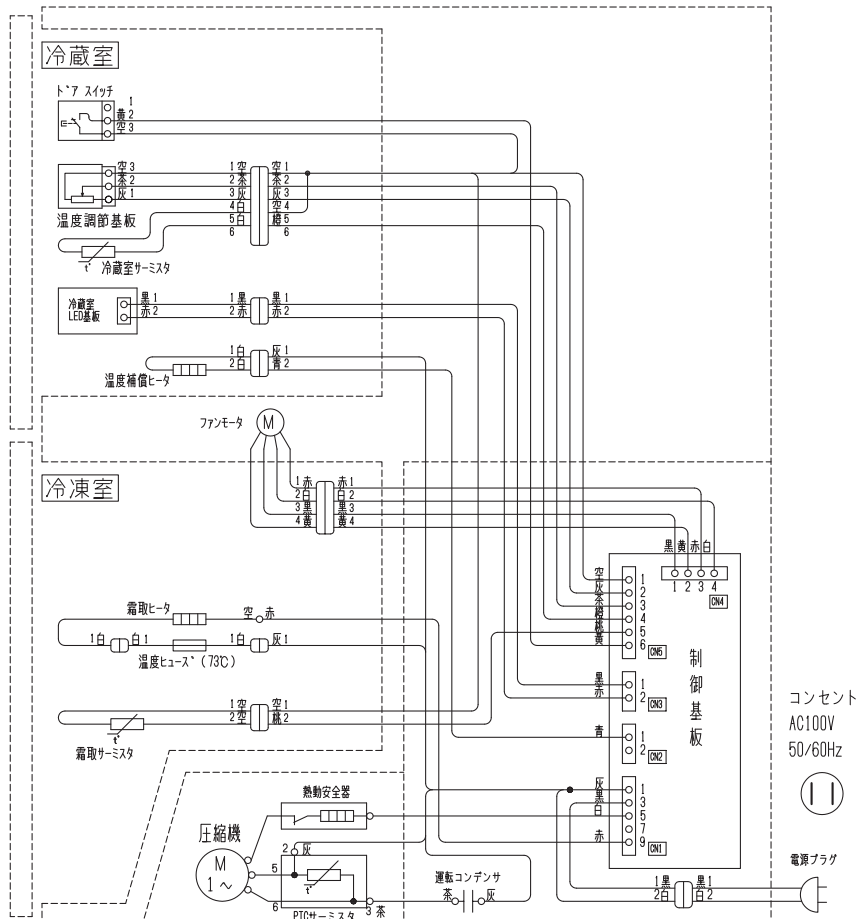 冷蔵室
ドア スイッチ
1
黄2
空3
空3
茶2
灰1
温度調節基板
1空 空1
2茶 茶2
3灰 灰3
4白 空4
5白 橙5
6 6
t°
冷蔵室サーミスタ
冷蔵室
LED基板
黒1
赤2
1黒 黒1
2赤 赤2
1白 灰1
2白 青2
温度補償ヒータ
ファンモータ
M
冷凍室
1赤 赤1
2白 白2
3黒 黒3
4黄 黄4
黒 黄 赤 白
1 2 3 4
CN4
空 1
灰 2
茶 3
橙 4
桃 5
黄 6
CN5
霜取ヒータ
空 赤
1白 白1
1白 灰1
温度ヒューズ(73℃)
黒 1
赤 2
CN3
制御基板
1空 空1
2空 桃2
t°
霜取サーミスタ
青 1
2
CN2
コンセント
AC100V
50/60Hz
灰 1
黒 3
白 5
7
赤 9
CN1
熱動安全器
圧縮機
M
1～
2 灰
5
6
t°
PTCサーミスタ
3 茶
運転コンデンサ
茶 灰
電源プラグ
1黒 黒1
2白 白2